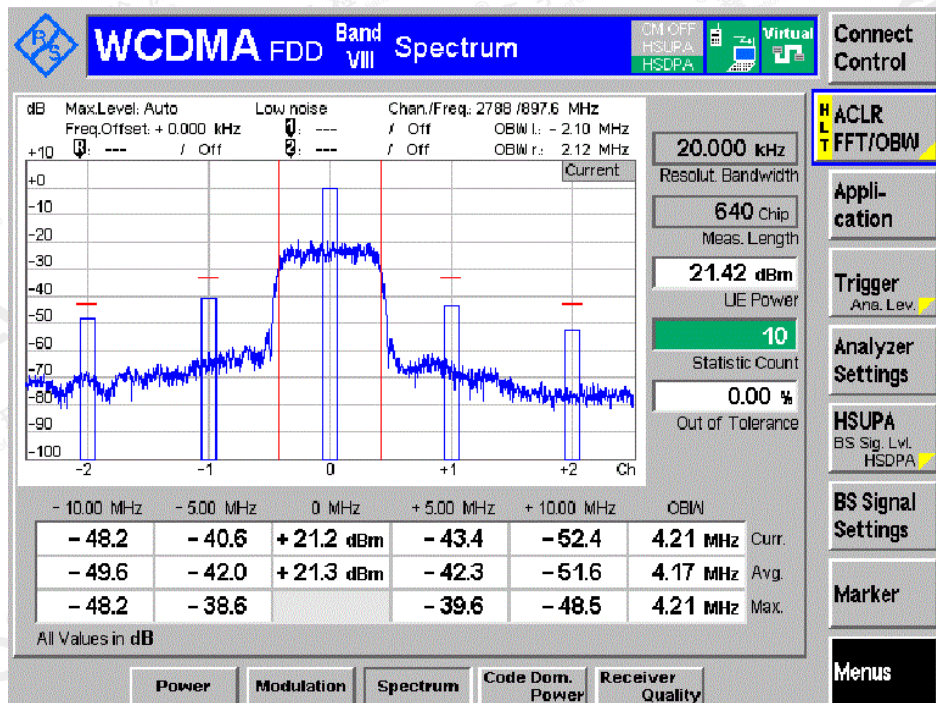 R&S
WCDMA FDD Band VIII Spectrum
CM OFF
HSUPA
HSDPA
Virtual
Connect Control
dB Max.Level: Auto Low noise Chan./Freq.: 2788 /897.6 MHz
Freq.Offset: + 0.000 kHz 1: --- / Off OBW l.: - 2.10 MHz
+10 R: --- / Off 2: --- / Off OBW r.: 2.12 MHz
Current
+0
-10
-20
-30
-40
-50
-60
-70
-80
-90
-100
-2 -1 0 +1 +2 Ch
20.000 kHz
Resolut. Bandwidth
640 Chip
Meas. Length
21.42 dBm
UE Power
10
Statistic Count
0.00 %
Out of Tolerance
- 10.00 MHz - 5.00 MHz 0 MHz + 5.00 MHz + 10.00 MHz OBW
- 48.2 - 40.6 + 21.2 dBm - 43.4 - 52.4 4.21 MHz Curr.
- 49.6 - 42.0 + 21.3 dBm - 42.3 - 51.6 4.17 MHz Avg.
- 48.2 - 38.6 - 39.6 - 48.5 4.21 MHz Max.
All Values in dB
HLT
ACLR
FFT/OBW
Appli-
cation
Trigger
Ana. Lev.
Analyzer
Settings
HSUPA
BS Sig. Lvl.
HSDPA
BS Signal
Settings
Marker
Menus
Power Modulation Spectrum Code Dom. Power Receiver Quality